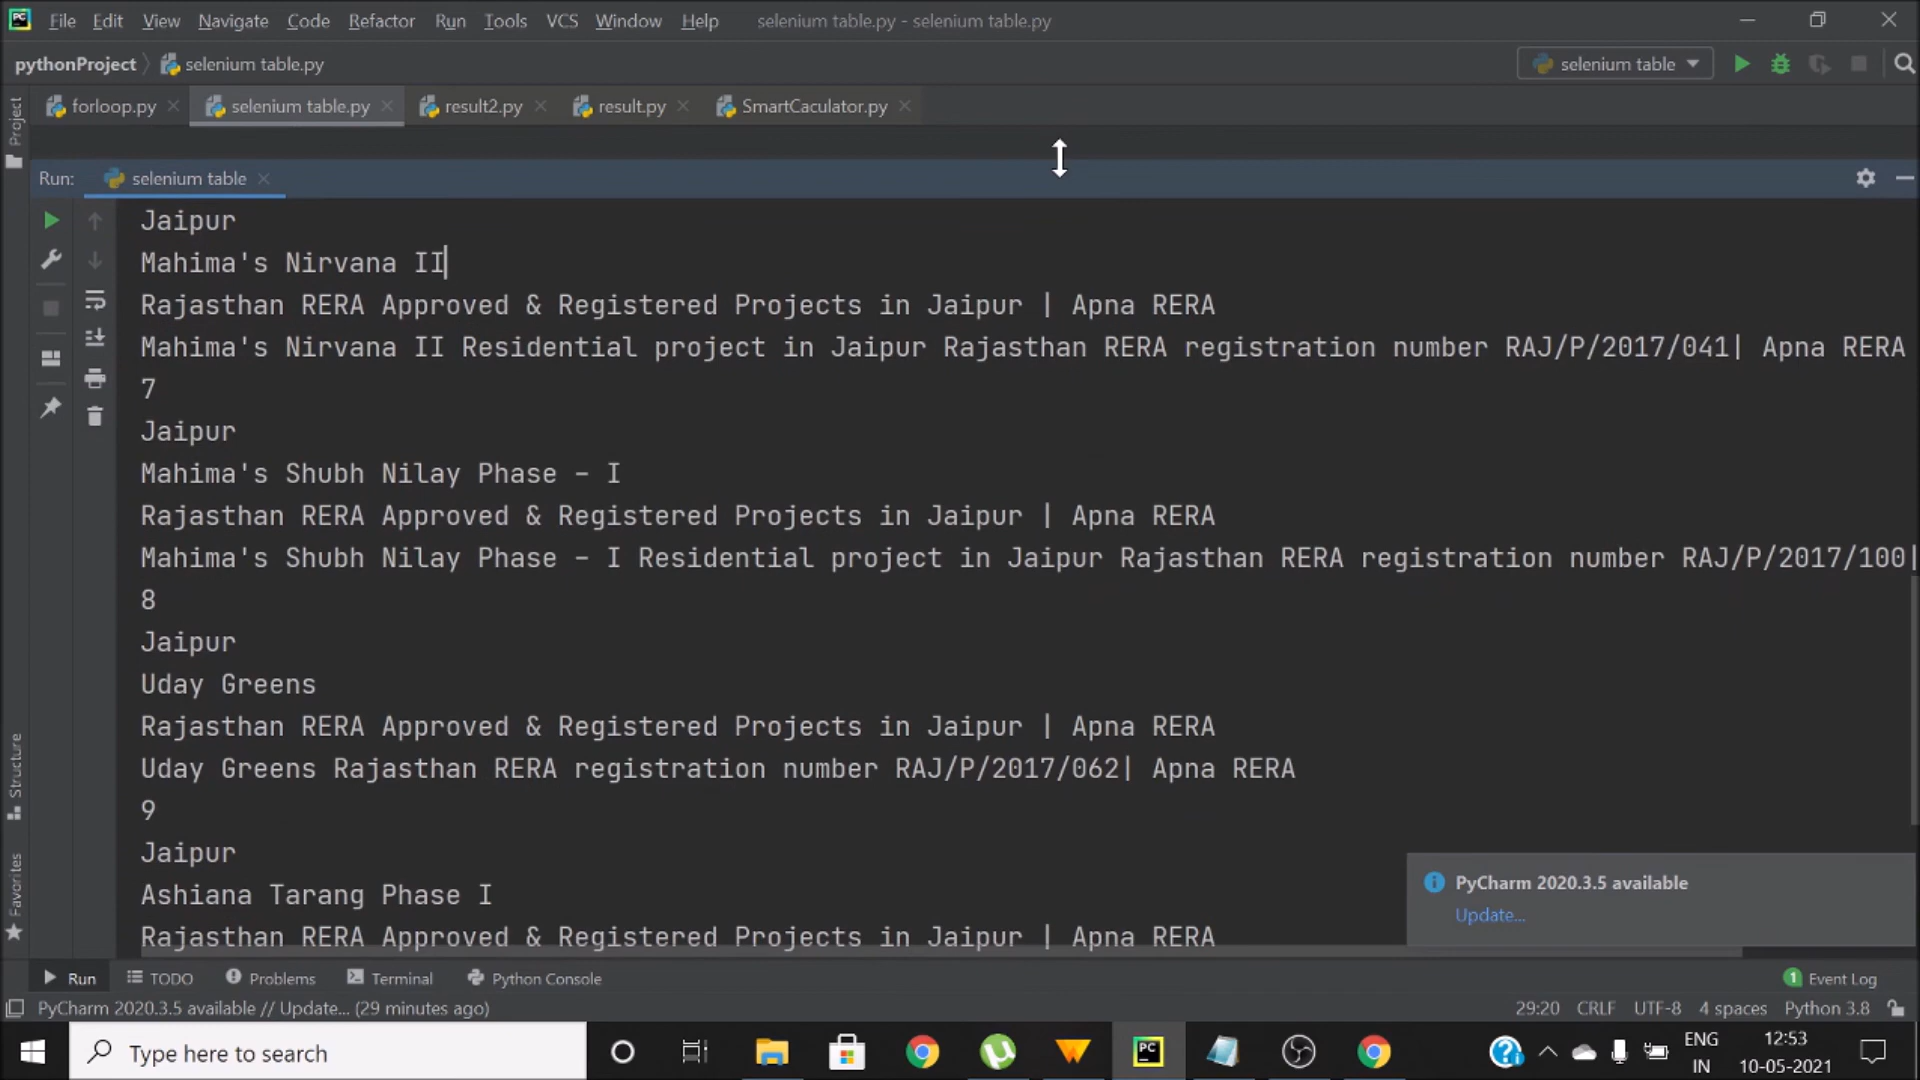 PC File Edit View Navigate Code Refactor Run Tools VCS Window Help selenium table.py - selenium table.py
pythonProject selenium table.py selenium table
forloop.py selenium table.py result2.py result.py SmartCaculator.py
Project
Run: selenium table
Jaipur
Mahima's Nirvana II
Rajasthan RERA Approved & Registered Projects in Jaipur | Apna RERA
Mahima's Nirvana II Residential project in Jaipur Rajasthan RERA registration number RAJ/P/2017/041| Apna RERA
7
Jaipur
Mahima's Shubh Nilay Phase - I
Rajasthan RERA Approved & Registered Projects in Jaipur | Apna RERA
Mahima's Shubh Nilay Phase - I Residential project in Jaipur Rajasthan RERA registration number RAJ/P/2017/100|
8
Jaipur
Uday Greens
Rajasthan RERA Approved & Registered Projects in Jaipur | Apna RERA
Uday Greens Rajasthan RERA registration number RAJ/P/2017/062| Apna RERA
9
Jaipur
Ashiana Tarang Phase I
Rajasthan RERA Approved & Registered Projects in Jaipur | Apna RERA
Structure
Favorites
PyCharm 2020.3.5 available
Update...
Run TODO Problems Terminal Python Console 1 Event Log
PyCharm 2020.3.5 available // Update... (29 minutes ago) 29:20 CRLF UTF-8 4 spaces Python 3.8
Type here to search PC ENG 12:53
IN 10-05-2021